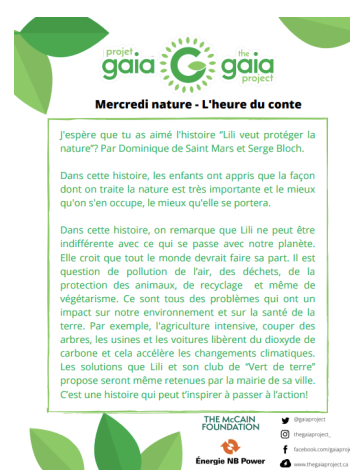 projet
gaia
the
gaia
project
Mercredi nature - L'heure du conte
J'espère que tu as aimé l'histoire "Lili veut protéger la
nature"? Par Dominique de Saint Mars et Serge Bloch.
Dans cette histoire, les enfants ont appris que la façon
dont on traite la nature est très importante et le mieux
qu'on s'en occupe, le mieux qu'elle se portera.
Dans cette histoire, on remarque que Lili ne peut être
indifférente avec ce qui se passe avec notre planète.
Elle croit que tout le monde devrait faire sa part. Il est
question de pollution de l'air, des déchets, de la
protection des animaux, de recyclage et même de
végétarisme. Ce sont tous des problèmes qui ont un
impact sur notre environnement et sur la santé de la
terre. Par exemple, l'agriculture intensive, couper des
arbres, les usines et les voitures libèrent du dioxyde de
carbone et cela accélère les changements climatiques.
Les solutions que Lili et son club de "Vert de terre"
propose seront même retenues par la mairie de sa ville.
C'est une histoire qui peut t'inspirer à passer à l'action!
THE McCAIN
FOUNDATION
Énergie NB Power
@gaiaproject
thegaiaproject_
facebook.com/gaiaproj
www.thegaiaproject.ca